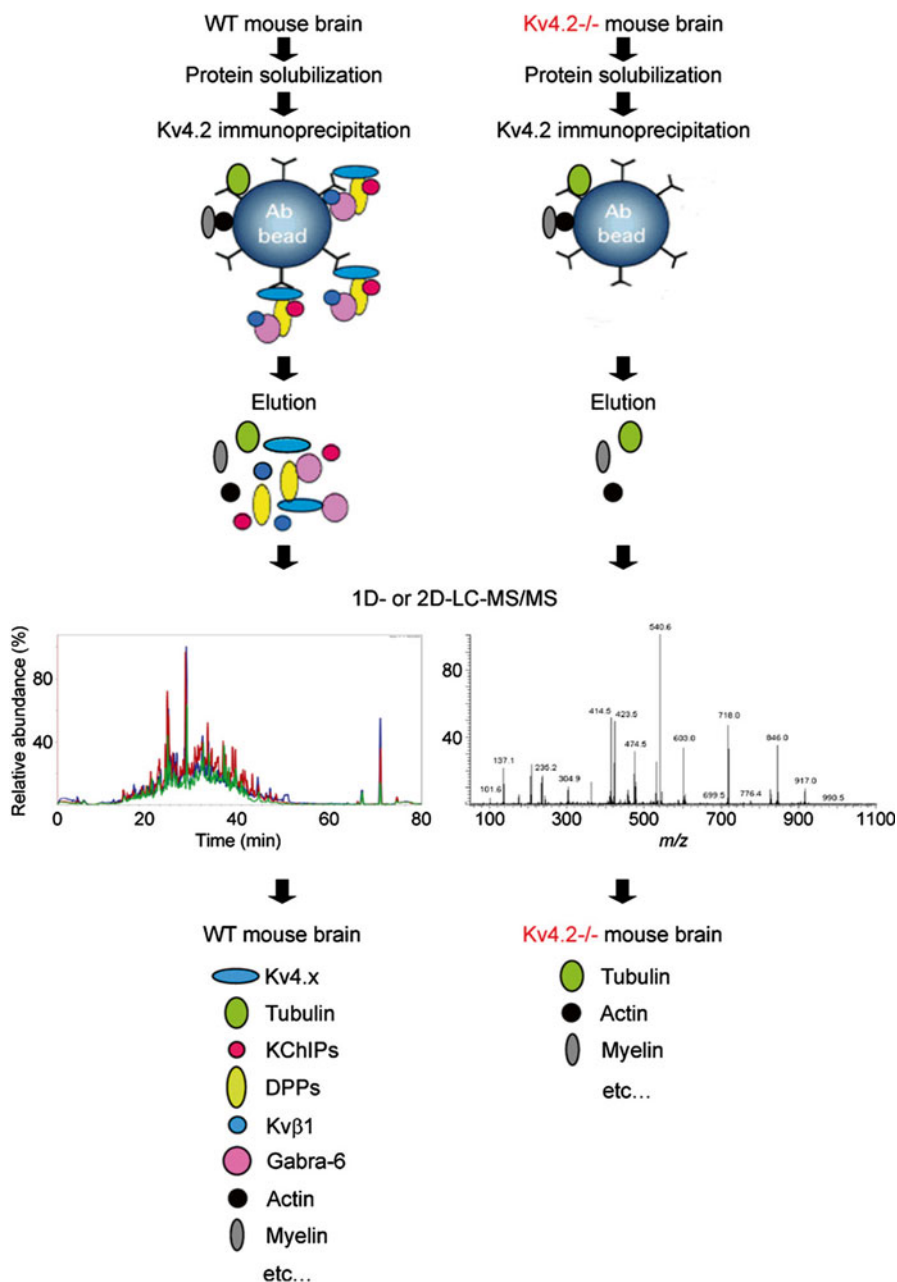 WT mouse brain
Kv4.2-/- mouse brain
Protein solubilization
Protein solubilization
Kv4.2 immunoprecipitation
Kv4.2 immunoprecipitation
Ab
bead
Ab
bead
Elution
Elution
1D- or 2D-LC-MS/MS
Relative abundance (%)
80
40
0
20
40
60
80
Time (min)
80
40
540.6
414.5
423.5
718.0
474.5
603.0
846.0
137.1
235.2
304.9
101.6
699.5
776.4
917.0
990.5
100
300
500
700
900
1100
m/z
WT mouse brain
Kv4.x
Tubulin
KChIPs
DPPs
Kvβ1
Gabra-6
Actin
Myelin
etc...
Kv4.2-/- mouse brain
Tubulin
Actin
Myelin
etc...